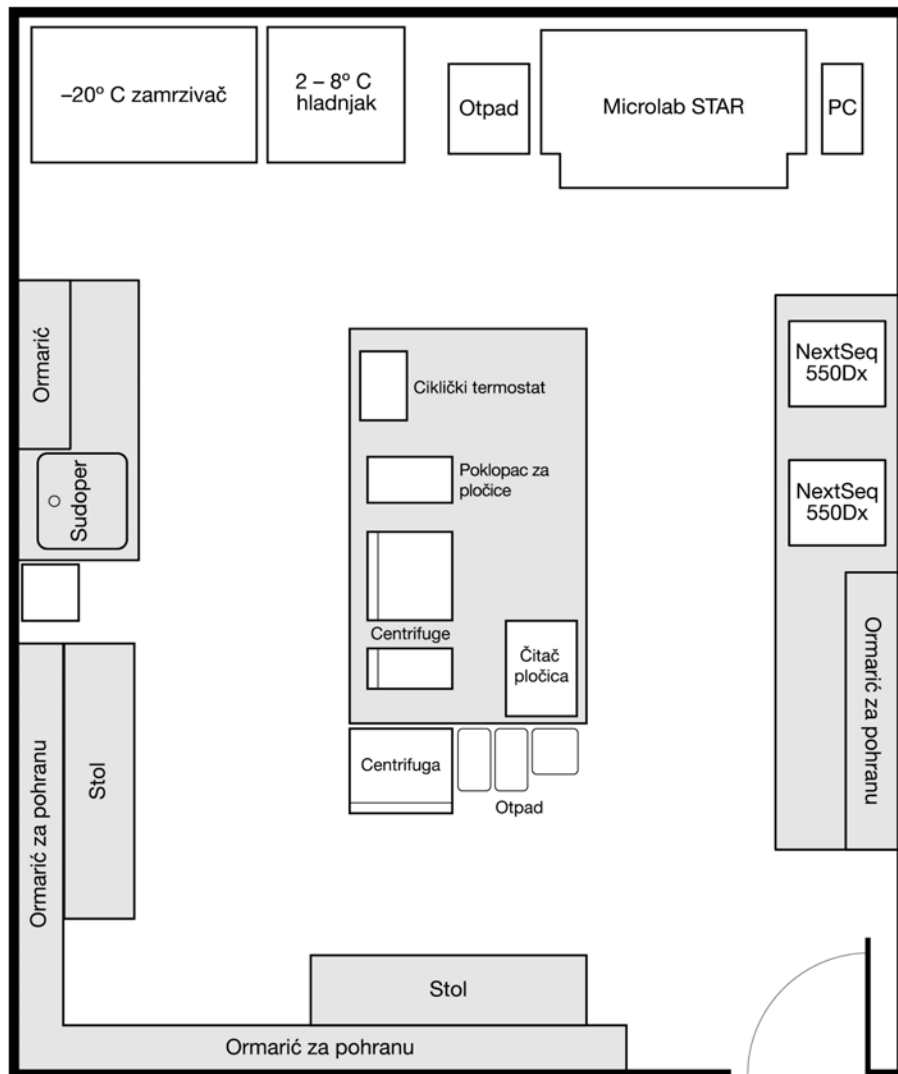 –20º C zamrzivač
2 – 8º C
hladnjak
Otpad
Microlab STAR
PC
Ormarić
Sudoper
Ciklički termostat
Poklopac za
pločice
Centrifuge
Čitač
pločica
NextSeq
550Dx
NextSeq
550Dx
Ormarić za pohranu
Ormarić za pohranu
Stol
Centrifuga
Otpad
Stol
Ormarić za pohranu